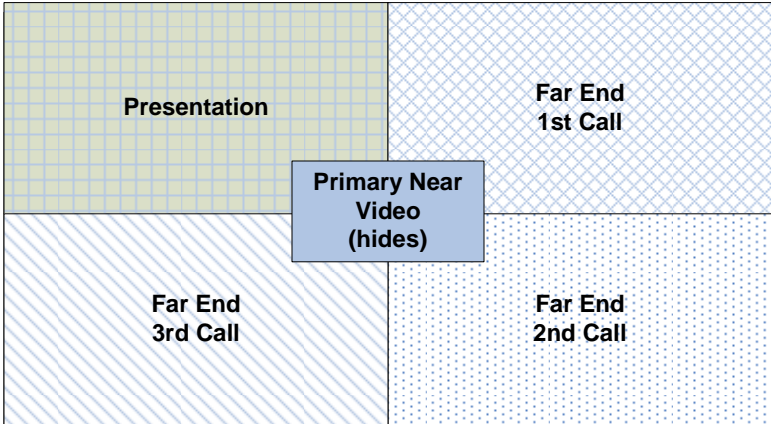 Presentation
Far End
1st Call
Primary Near
Video
(hides)
Far End
3rd Call
Far End
2nd Call